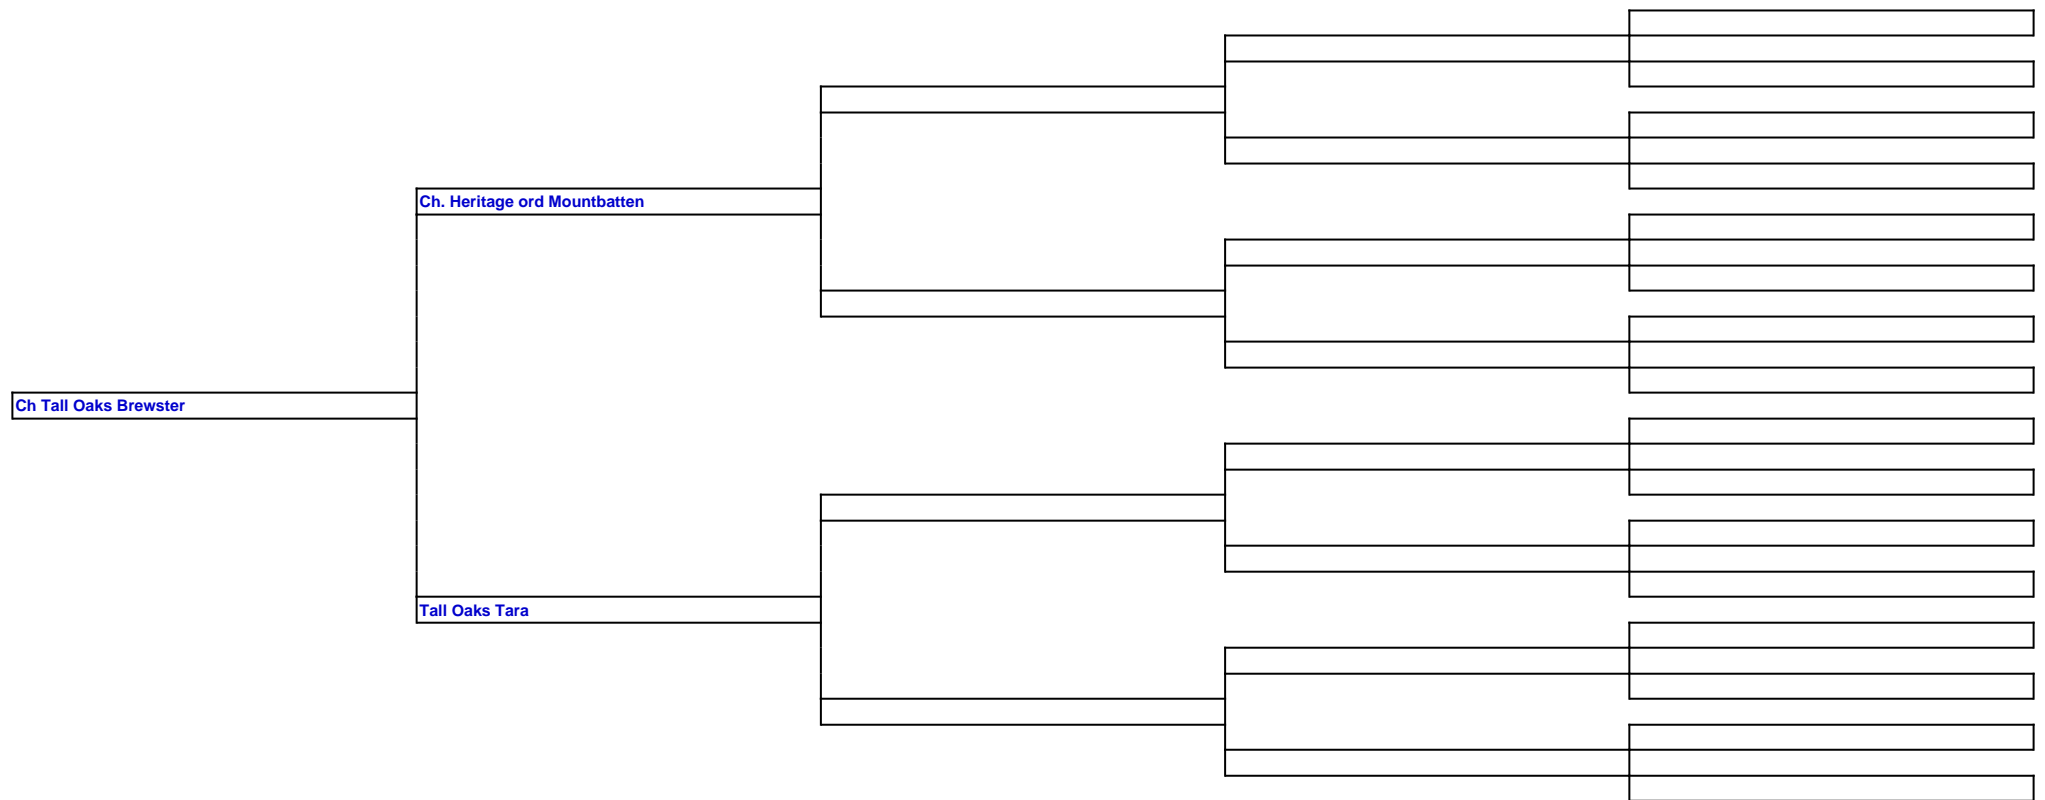 Ch. Heritage ord Mountbatten
Ch Tall Oaks Brewster
Tall Oaks Tara